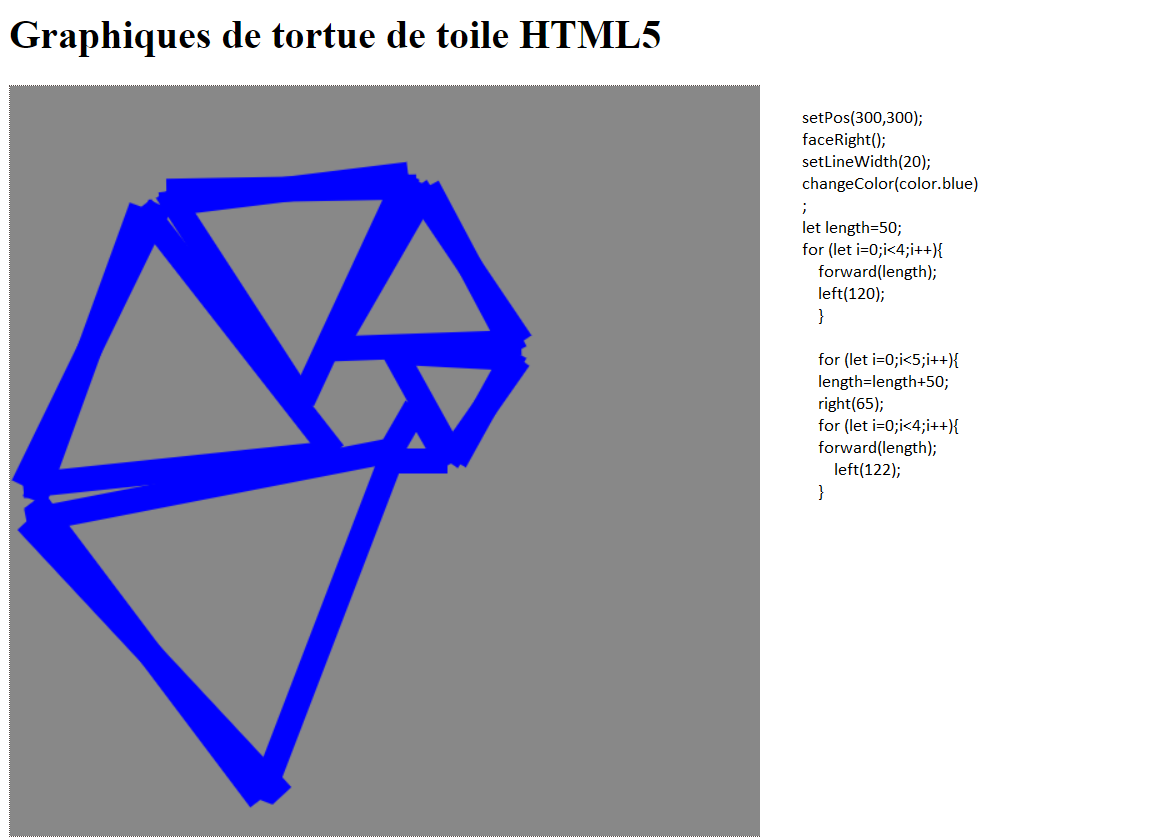 Graphiques de tortue de toile HTML5
setPos(300,300);
faceRight();
setLineWidth(20);
changeColor(color.blue)
;
let length=50;
for (let i=0;i<4;i++){
forward(length);
left(120);
}
for (let i=0;i<5;i++){
length=length+50;
right(65);
for (let i=0;i<4;i++){
forward(length);
left(122);
}